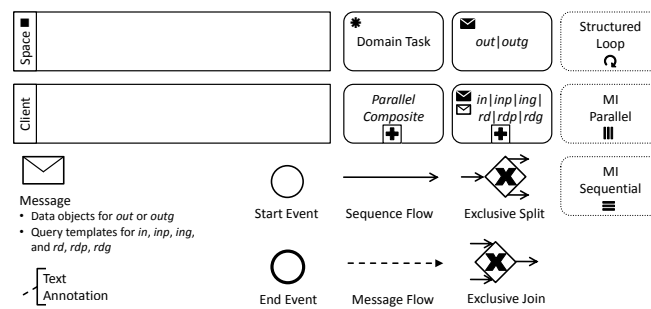 Space
Domain Task
out|outg
Structured
Loop
Client
Parallel
Composite
in|inp|ing|
rd|rdp|rdg
MI
Parallel
Message
• Data objects for out or outg
• Query templates for in, inp, ing,
and rd, rdp, rdg
Start Event
Sequence Flow
Exclusive Split
MI
Sequential
Text
Annotation
End Event
Message Flow
Exclusive Join